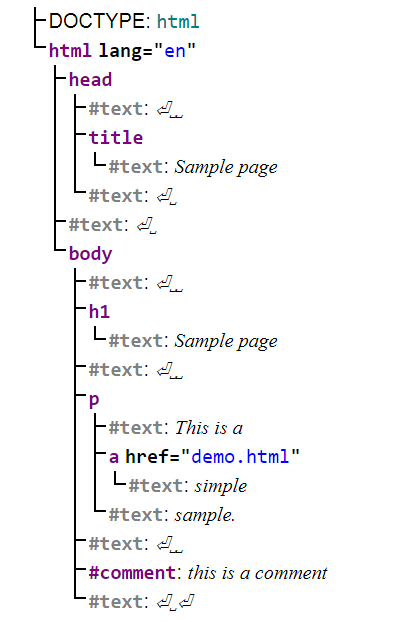 DOCTYPE: html
html lang="en"
head
#text: ⏎␣␣
title
#text: Sample page
#text: ⏎␣
#text: ⏎␣
body
#text: ⏎␣␣
h1
#text: Sample page
#text: ⏎␣␣
p
#text: This is a
a href="demo.html"
#text: simple
#text: sample.
#text: ⏎␣␣
#comment: this is a comment
#text: ⏎␣⏎